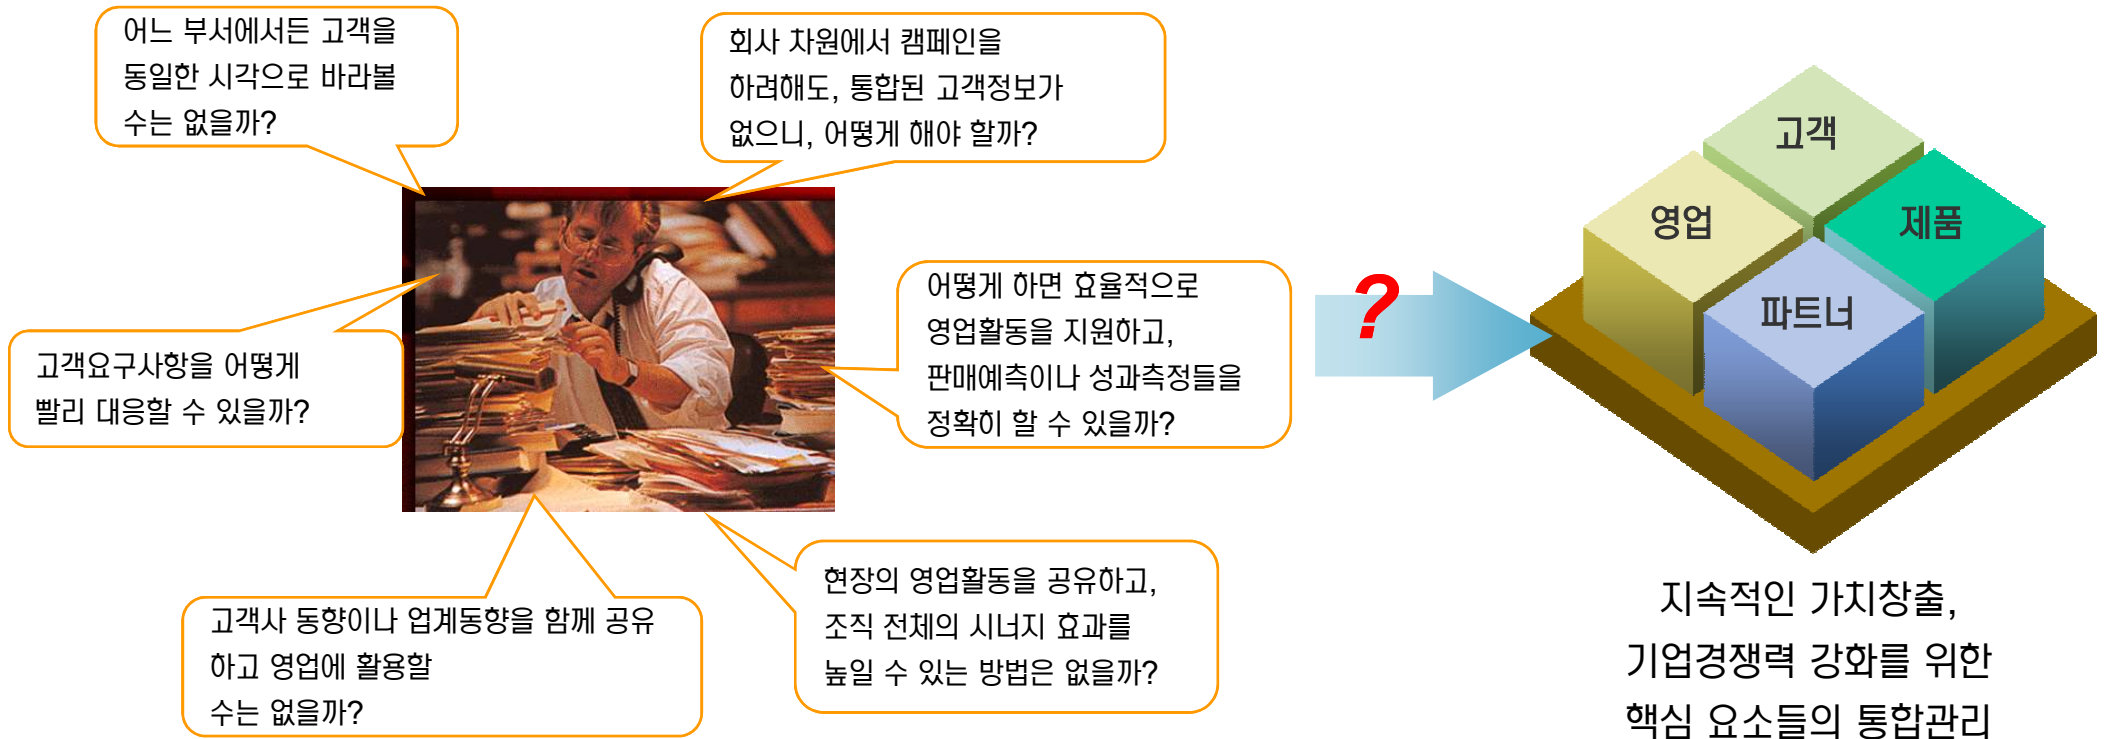 어느 부서에서든 고객을
동일한 시각으로 바라볼
수는 없을까?
회사 차원에서 캠페인을
하려해도, 통합된 고객정보가
없으니, 어떻게 해야 할까?
고객요구사항을 어떻게
빨리 대응할 수 있을까?
어떻게 하면 효율적으로
영업활동을 지원하고,
판매예측이나 성과측정들을
정확히 할 수 있을까?
고객사 동향이나 업계동향을 함께 공유
하고 영업에 활용할
수는 없을까?
현장의 영업활동을 공유하고,
조직 전체의 시너지 효과를
높일 수 있는 방법은 없을까?
?
고객
영업
제품
파트너
지속적인 가치창출,
기업경쟁력 강화를 위한
핵심 요소들의 통합관리